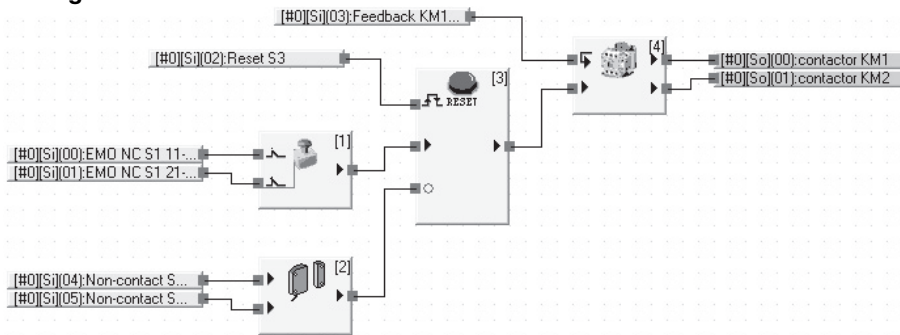 [#0][Si](03):Feedback KM1...
[4]
[#0][Si](02):Reset S3
[#0][So](00):contactor KM1
[#0][So](01):contactor KM2
[3]
RESET
[1]
[#0][Si](00):EMO NC S1 11-...
[#0][Si](01):EMO NC S1 21-...
[2]
[#0][Si](04):Non-contact S...
[#0][Si](05):Non-contact S...